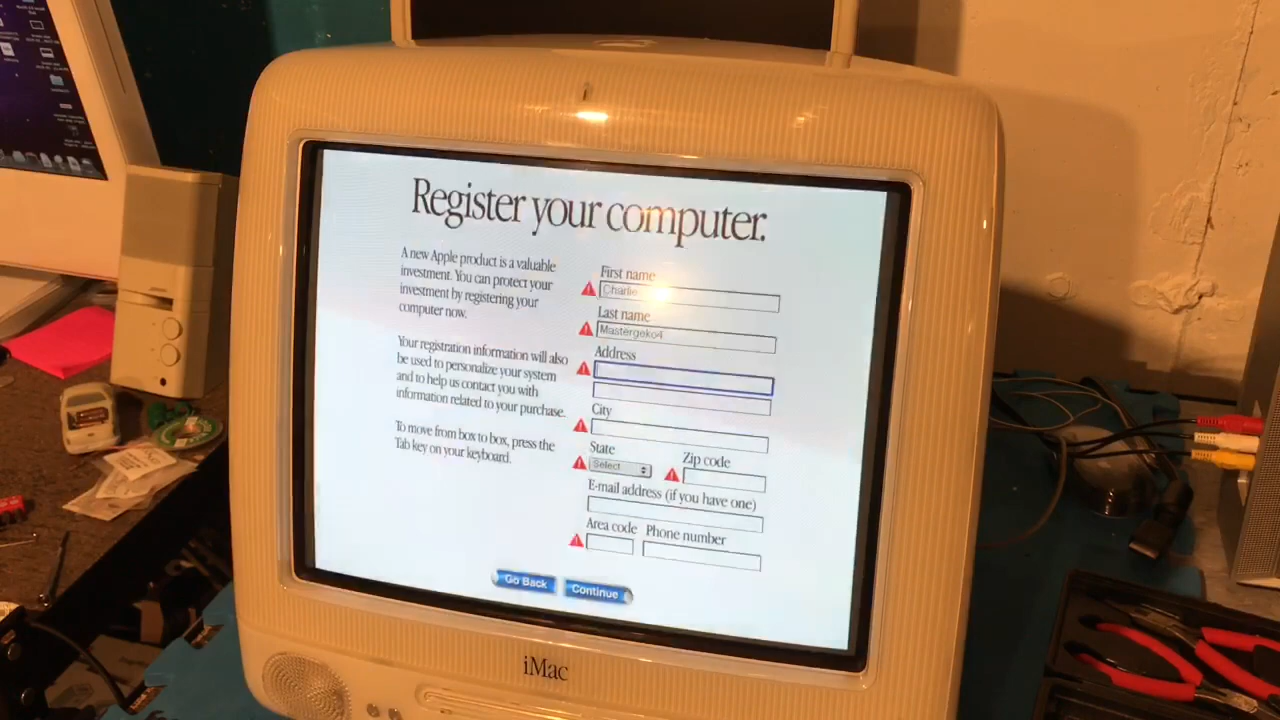 Register your computer.
A new Apple product is a valuable
investment. You can protect your
investment by registering your
computer now.
Your registration information will also
be used to personalize your system
and to help us contact you with
information related to your purchase.
To move from box to box, press the
Tab key on your keyboard.
First name
Charlie
Last name
Mastergeko4
Address
City
State
Zip code
Select
E-mail address (if you have one)
Area code
Phone number
Go Back
Continue
iMac